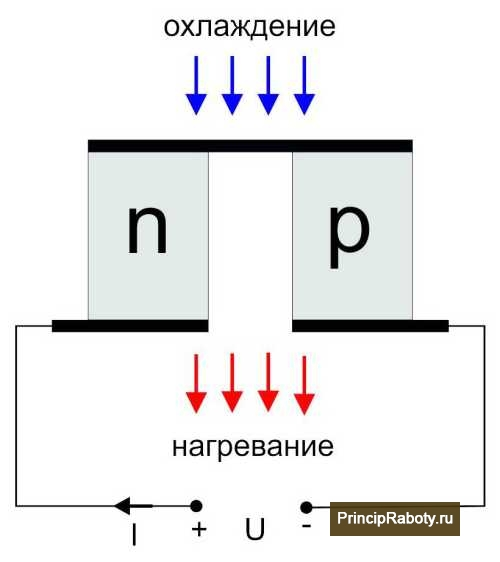 охлаждение
n p
нагревание
I + U -
PrincipRaboty.ru